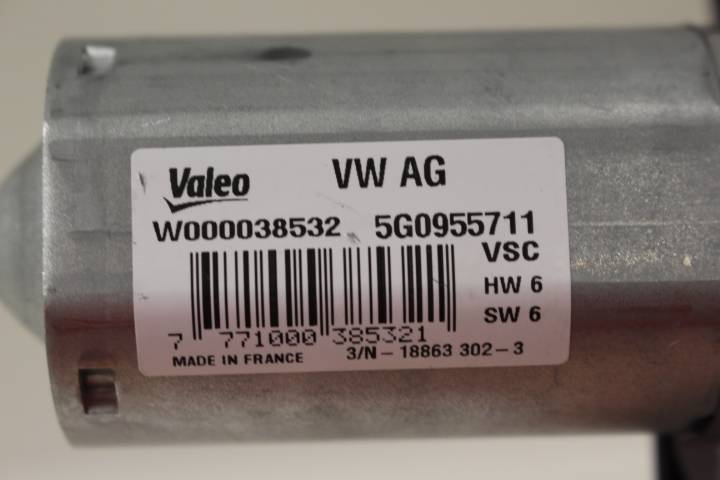 Valeo VW AG
W000038532 5G0955711
VSC
HW 6
SW 6
7 771000 385321
MADE IN FRANCE 3/N - 18863 302-3